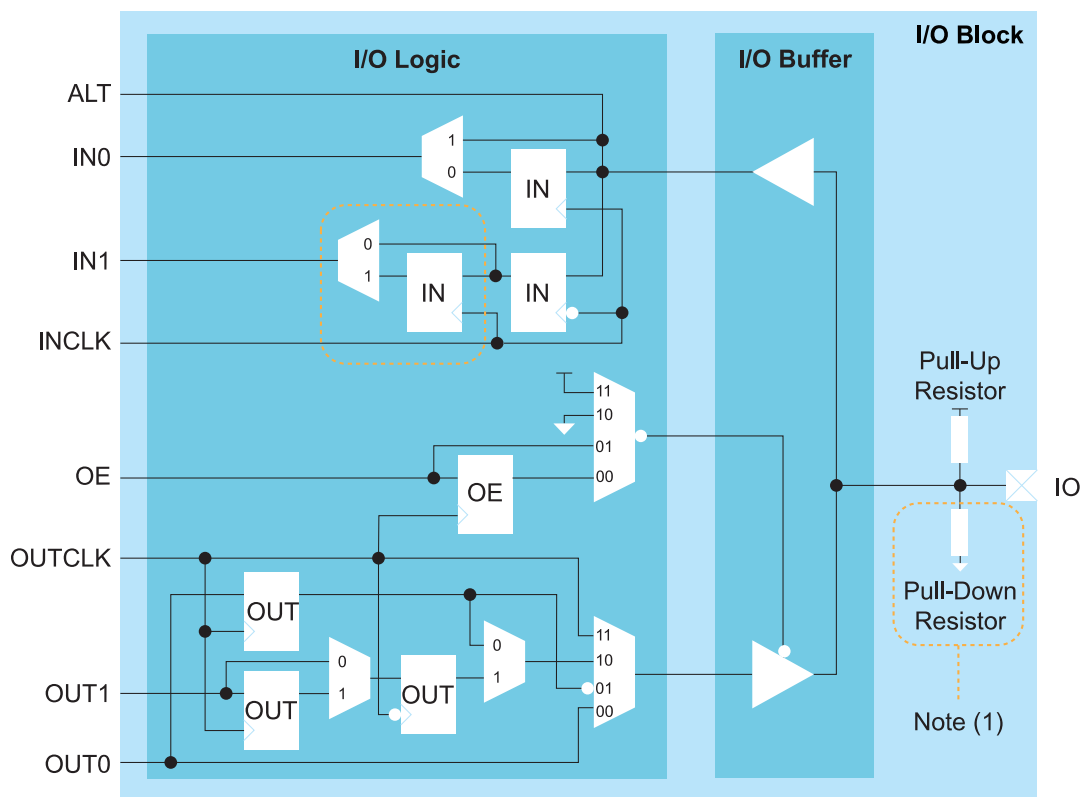 I/O Block
I/O Logic
I/O Buffer
ALT
1
IN0
0
IN
0
IN1
1
IN
IN
INCLK
Pull-Up
Resistor
11
10
01
OE
00
OE
IO
OUTCLK
Pull-Down
Resistor
OUT
11
0
0
10
1
OUT1
1
OUT
OUT
01
00
Note (1)
OUT0